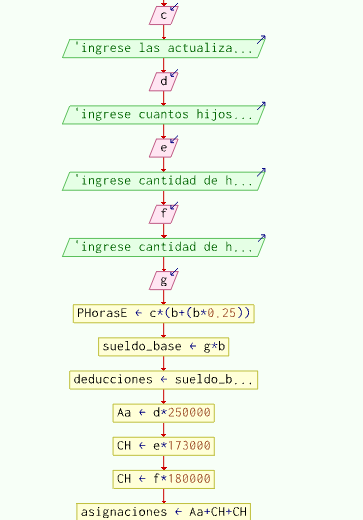 c
'ingrese las actualiza...
d
'ingrese cuantos hijos...
e
'ingrese cantidad de h...
f
'ingrese cantidad de h...
g
PHorasE ← c*(b+(b*0.25))
sueldo_base ← g*b
deducciones ← sueldo_b...
Aa ← d*250000
CH ← e*173000
CH ← f*180000
asignaciones ← Aa+CH+CH